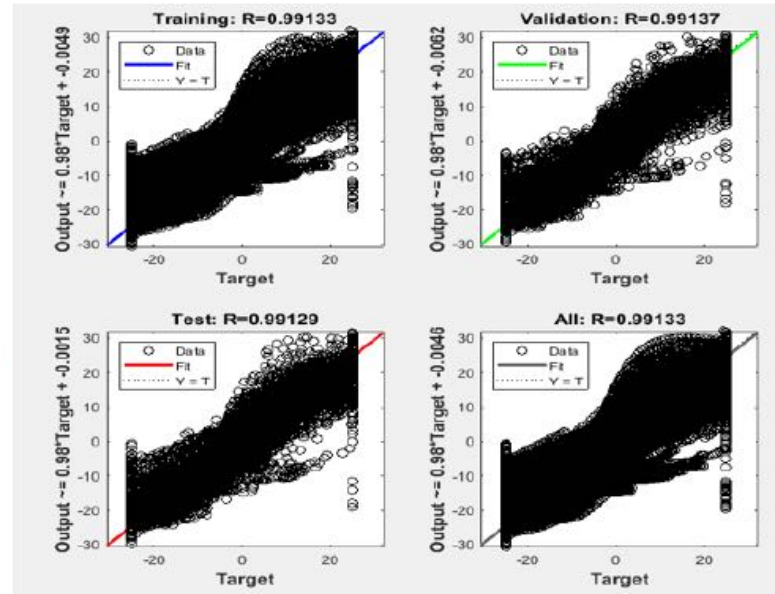 Training: R=0.99133
Output ~= 0.98*Target + -0.0049
30
20
10
0
-10
-20
-30
Data
Fit
Y = T
-20
0
20
Target
Validation: R=0.99137
Output ~= 0.98*Target + -0.0062
30
20
10
0
-10
-20
-30
Data
Fit
Y = T
-20
0
20
Target
Test: R=0.99129
Output ~= 0.98*Target + -0.0015
30
20
10
0
-10
-20
-30
Data
Fit
Y = T
-20
0
20
Target
All: R=0.99133
Output ~= 0.98*Target + -0.0046
30
20
10
0
-10
-20
-30
Data
Fit
Y = T
-20
0
20
Target